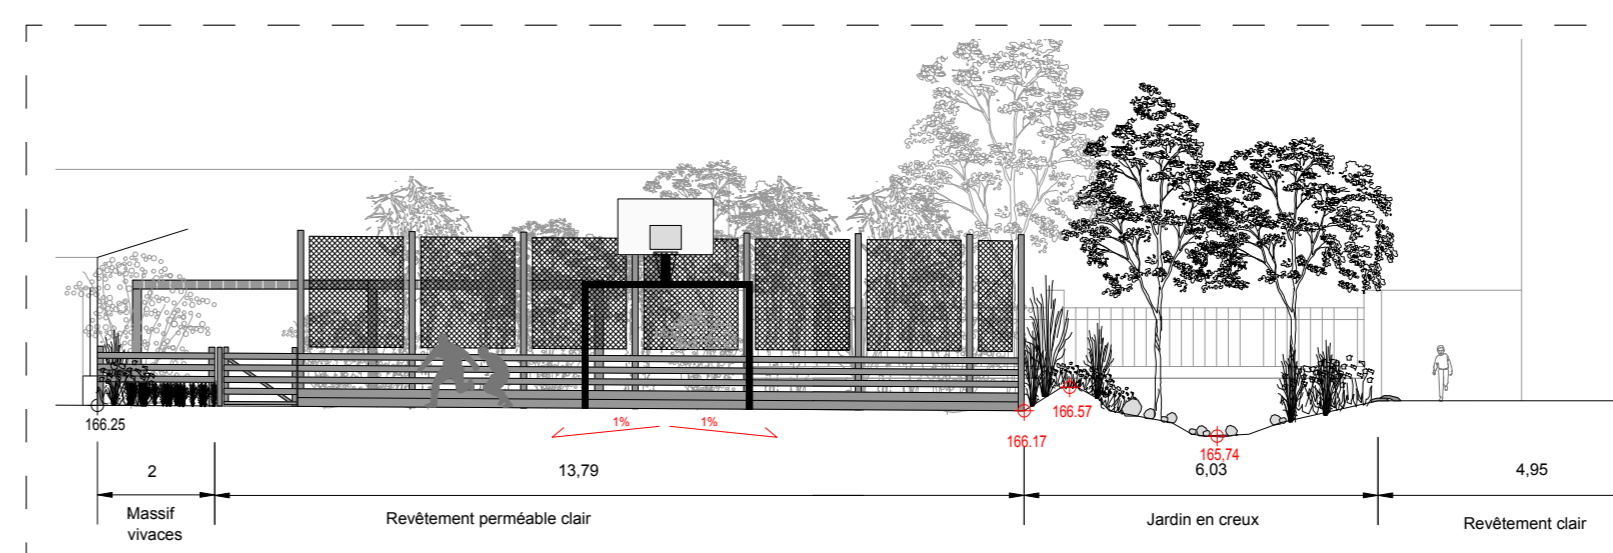 166.25
1%
1%
166.57
166.17
165,74
2
13,79
6,03
4,95
Massif
vivaces
Revêtement perméable clair
Jardin en creux
Revêtement clair